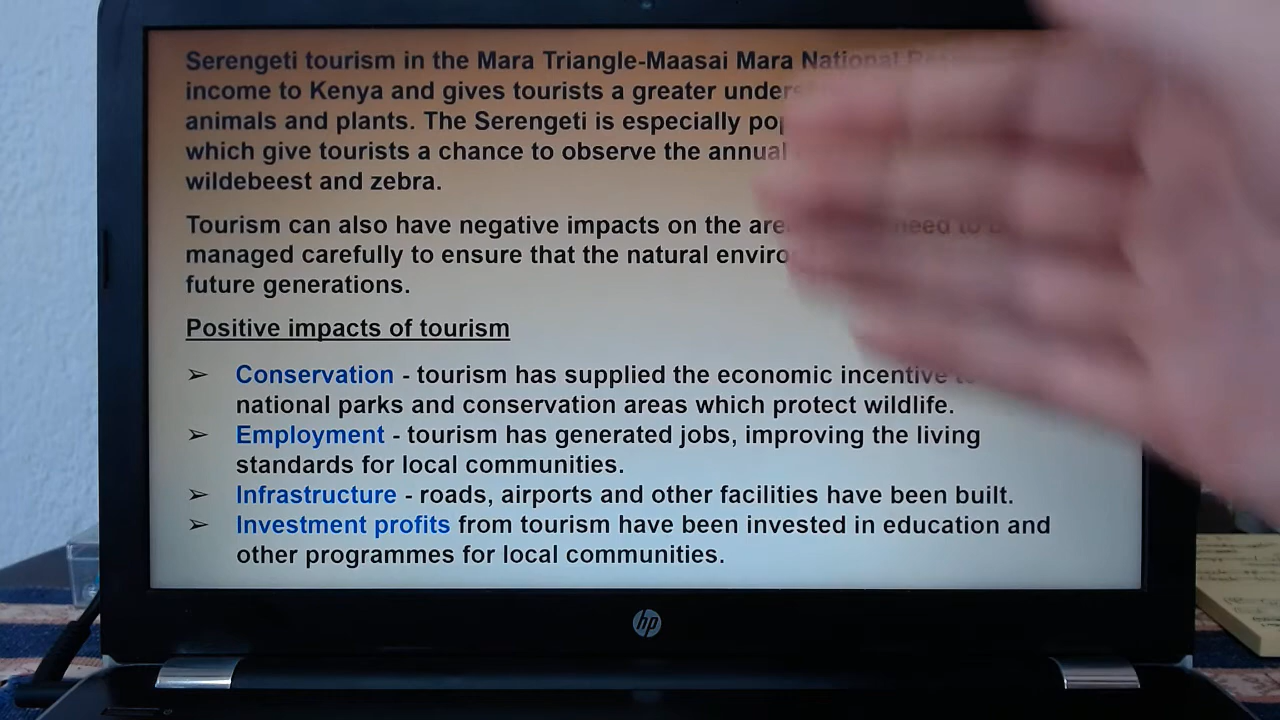 Serengeti tourism in the Mara Triangle-Maasai Mara National
income to Kenya and gives tourists a greater
animals and plants. The Serengeti is especially
which give tourists a chance to observe the annual
wildebeest and zebra.
Tourism can also have negative impacts on the need to
managed carefully to ensure that the natural
future generations.
Positive impacts of tourism
➢ Conservation - tourism has supplied the economic incentive
national parks and conservation areas which protect wildlife.
➢ Employment - tourism has generated jobs, improving the living
standards for local communities.
➢ Infrastructure - roads, airports and other facilities have been built.
➢ Investment profits from tourism have been invested in education and
other programmes for local communities.
hp